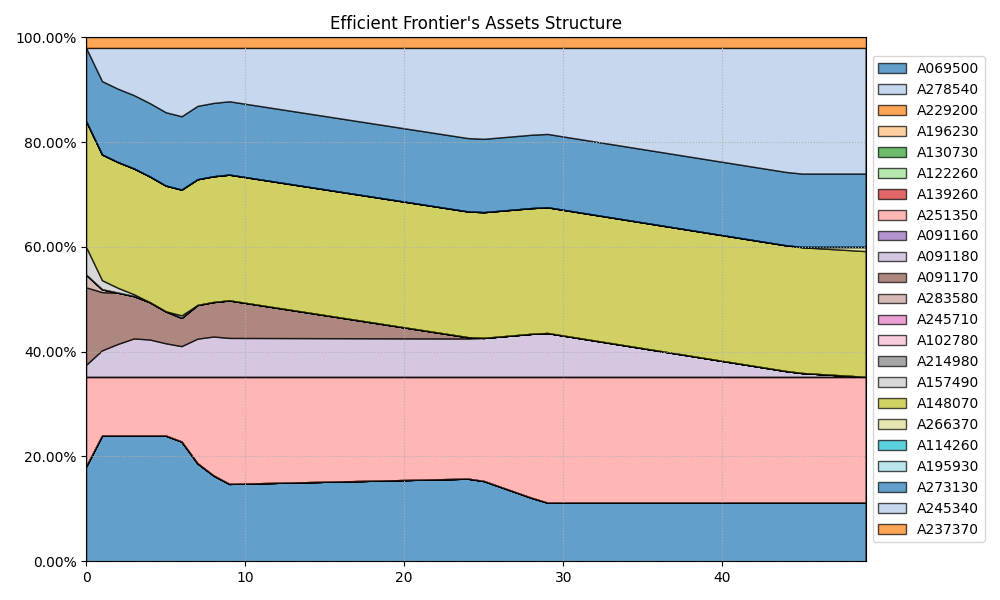 Efficient Frontier's Assets Structure
100.00%
80.00%
60.00%
40.00%
20.00%
0.00%
0 10 20 30 40
A069500
A278540
A229200
A196230
A130730
A122260
A139260
A251350
A091160
A091180
A091170
A283580
A245710
A102780
A214980
A157490
A148070
A266370
A114260
A195930
A273130
A245340
A237370